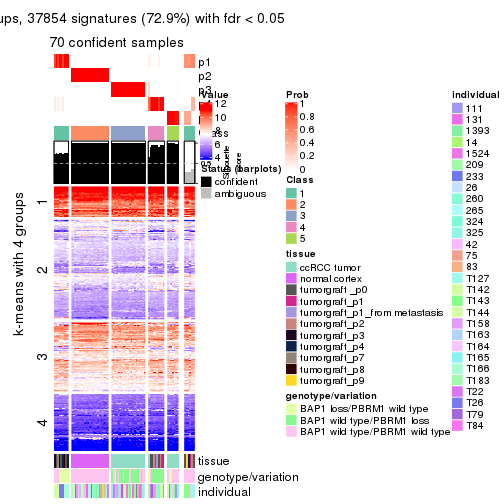 ups, 37854 signatures (72.9%) with fdr < 0.05
70 confident samples
p1
p2
p3
k-means with 4 groups
1
2
3
4
Value
12
10
8
6
4
Silhouette
score
0.5
Status (barplots)
confident
ambiguous
Prob
1
0.8
0.6
0.4
0.2
0
Class
1
2
3
4
5
tissue
ccRCC tumor
normal cortex
tumorgraft_p0
tumorgraft_p1
tumorgraft_p1_from metastasis
tumorgraft_p2
tumorgraft_p3
tumorgraft_p4
tumorgraft_p7
tumorgraft_p8
tumorgraft_p9
genotype/variation
BAP1 loss/PBRM1 wild type
BAP1 wild type/PBRM1 loss
BAP1 wild type/PBRM1 wild type
individual
111
131
1393
14
1524
209
233
26
260
265
324
325
42
75
83
T127
T142
T143
T144
T158
T163
T164
T165
T166
T183
T22
T26
T79
T84
tissue
genotype/variation
individual